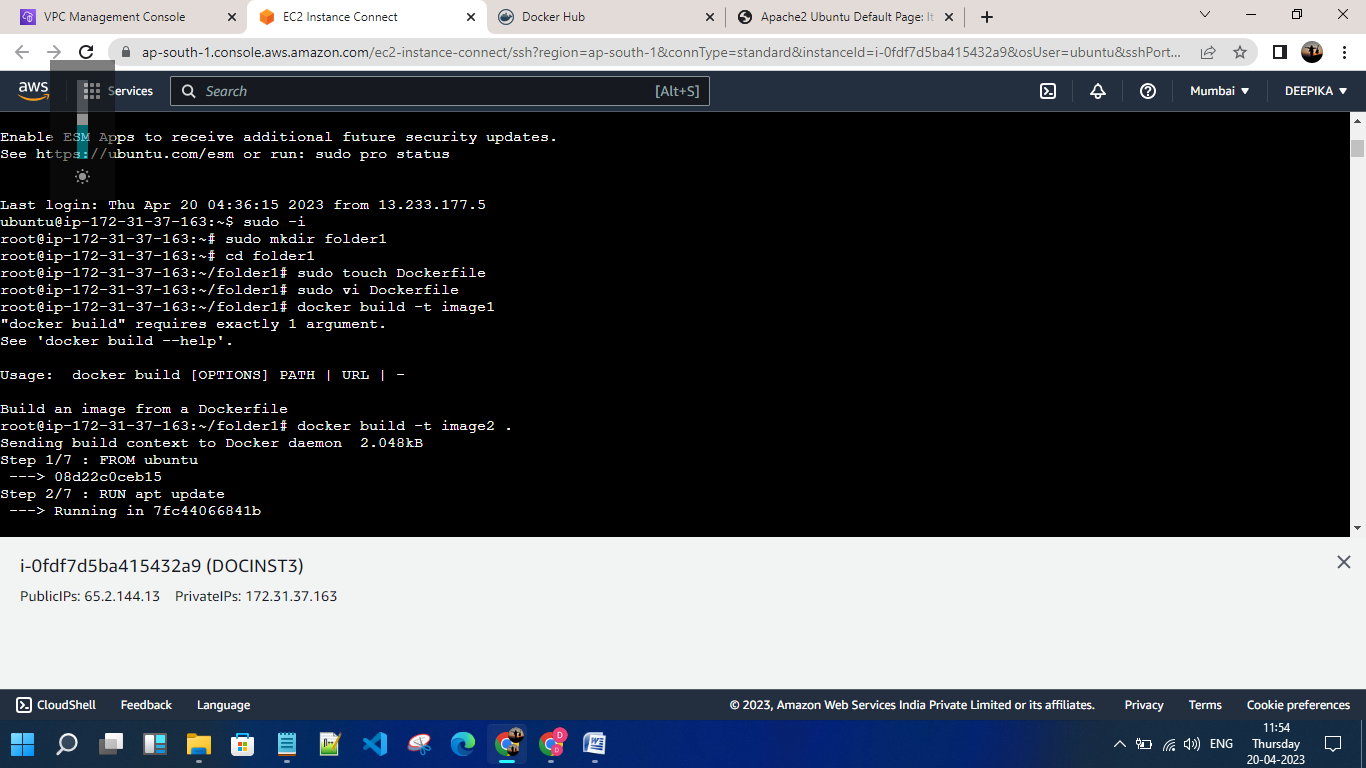 VPC Management Console
EC2 Instance Connect
Docker Hub
Apache2 Ubuntu Default Page: It
ap-south-1.console.aws.amazon.com/ec2-instance-connect/ssh?region=ap-south-1&connType=standard&instanceId=i-0fdf7d5ba415432a9&osUser=ubuntu&sshPort...
aws
Services
Search
[Alt+S]
Mumbai
DEEPIKA
Enable ESM Apps to receive additional future security updates.
See https://ubuntu.com/esm or run: sudo pro status
Last login: Thu Apr 20 04:36:15 2023 from 13.233.177.5
ubuntu@ip-172-31-37-163:~$ sudo -i
root@ip-172-31-37-163:~# sudo mkdir folder1
root@ip-172-31-37-163:~# cd folder1
root@ip-172-31-37-163:~/folder1# sudo touch Dockerfile
root@ip-172-31-37-163:~/folder1# sudo vi Dockerfile
root@ip-172-31-37-163:~/folder1# docker build -t image1
"docker build" requires exactly 1 argument.
See 'docker build --help'.
Usage:  docker build [OPTIONS] PATH | URL | -
Build an image from a Dockerfile
root@ip-172-31-37-163:~/folder1# docker build -t image2 .
Sending build context to Docker daemon  2.048kB
Step 1/7 : FROM ubuntu
 ---> 08d22c0ceb15
Step 2/7 : RUN apt update
 ---> Running in 7fc44066841b
i-0fdf7d5ba415432a9 (DOCINST3)
PublicIPs: 65.2.144.13 PrivateIPs: 172.31.37.163
CloudShell
Feedback
Language
© 2023, Amazon Web Services India Private Limited or its affiliates.
Privacy
Terms
Cookie preferences
D
D
ENG
11:54
Thursday
20-04-2023